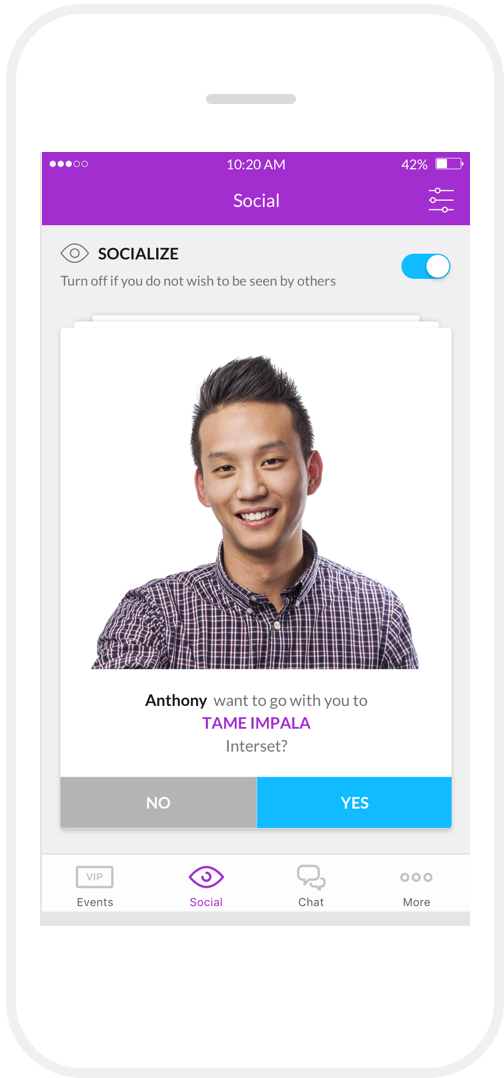 10:20 AM 42%
Social
SOCIALIZE
Turn off if you do not wish to be seen by others
Anthony want to go with you to
TAME IMPALA
Interset?
NO YES
VIP
Events Social Chat More